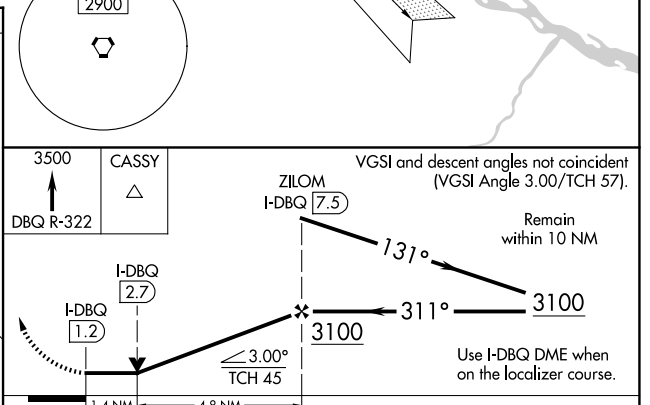 2900
3500
CASSY
DBQ R-322
VGSI and descent angles not coincident
(VGSI Angle 3.00/TCH 57).
ZILOM
I-DBQ 7.5
Remain
within 10 NM
131°
I-DBQ
2.7
I-DBQ
1.2
3100
311°
3100
3.00°
TCH 45
Use I-DBQ DME when
on the localizer course.
1.4 NM
4.8 NM